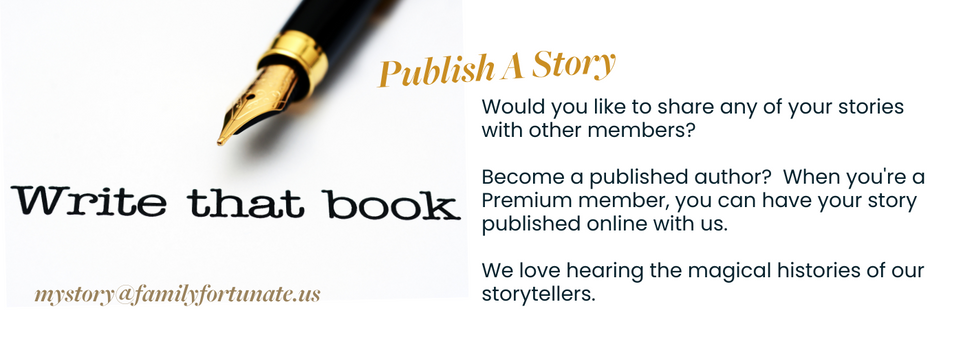 Publish A Story
Would you like to share any of your stories
with other members?
Become a published author?  When you're a
Premium member, you can have your story
published online with us.
We love hearing the magical histories of our
storytellers.
Write that book
mystory@familyfortunate.us